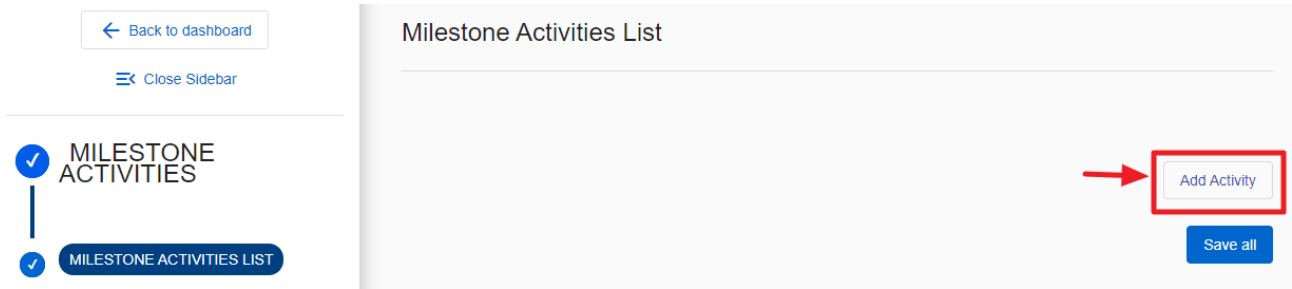 Back to dashboard
Close Sidebar
MILESTONE
ACTIVITIES
MILESTONE ACTIVITIES LIST
Milestone Activities List
Add Activity
Save all